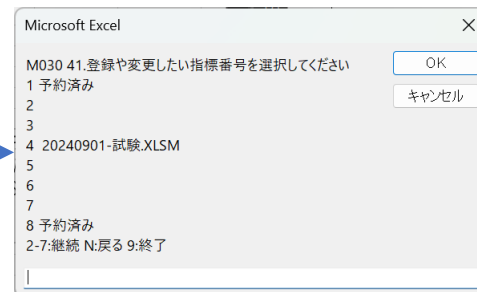 Microsoft Excel
M030 41.登録や変更したい指標番号を選択してください
OK
1 予約済み
キャンセル
2
3
4 20240901-試験.XLSM
5
6
7
8 予約済み
2-7:継続 N:戻る 9:終了